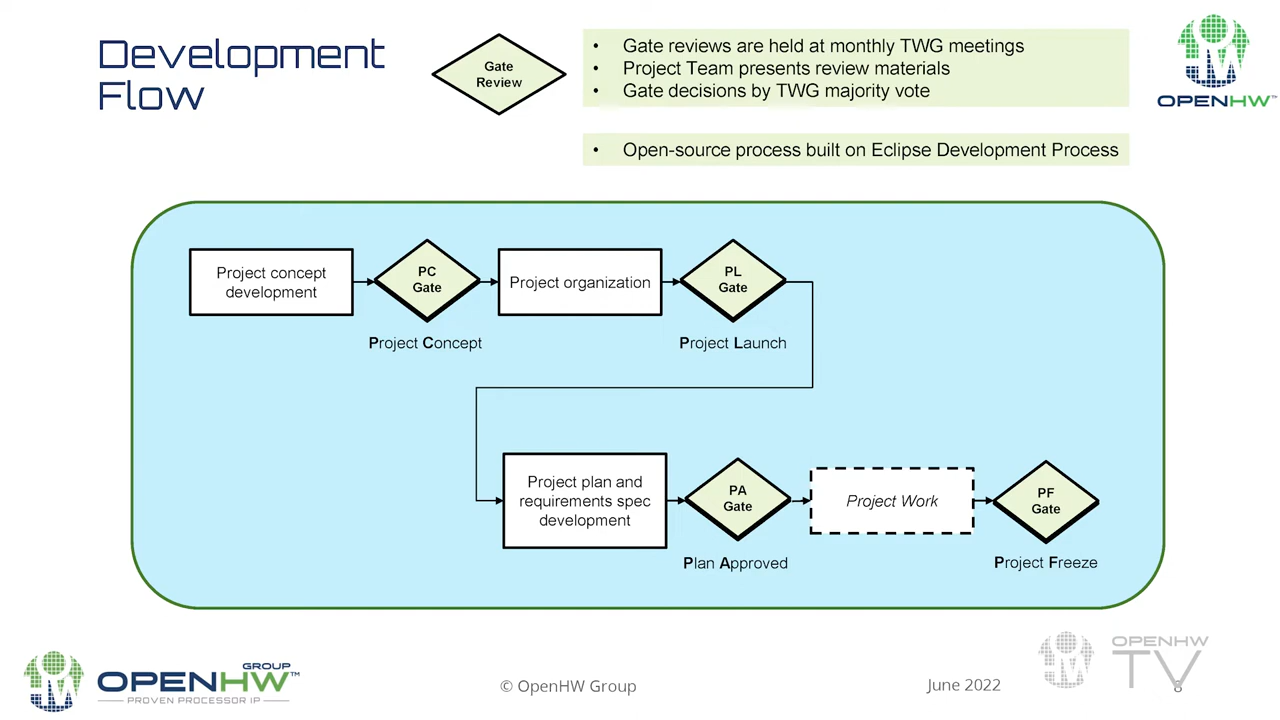 Development
Flow
Gate
Review
• Gate reviews are held at monthly TWG meetings
• Project Team presents review materials
• Gate decisions by TWG majority vote
• Open-source process built on Eclipse Development Process
OPENHW™
Project concept
development
PC
Gate
Project Concept
Project organization
PL
Gate
Project Launch
Project plan and
requirements spec
development
PA
Gate
Plan Approved
Project Work
PF
Gate
Project Freeze
GROUP
OPENHW™
PROVEN PROCESSOR IP
© OpenHW Group
June 2022
OPENHW
TV
8